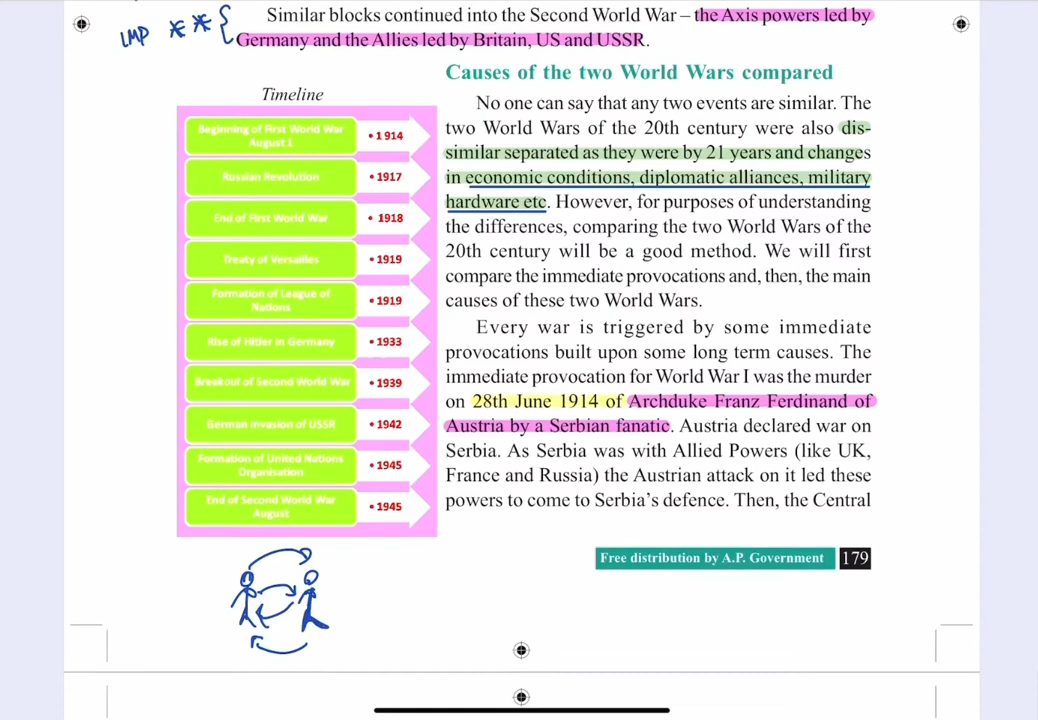 Similar blocks continued into the Second World War – the Axis powers led by
IMP ** { Germany and the Allies led by Britain, US and USSR.
Timeline
Beginning of First World War
August 1
• 1914
Russian Revolution
• 1917
End of First World War
• 1918
Treaty of Versailles
• 1919
Formation of League of
Nations
• 1919
Rise of Hitler in Germany
• 1933
Breakout of Second World War
• 1939
German Invasion of USSR
• 1942
Formation of United Nations
Organisation
• 1945
End of Second World War
August
• 1945
Causes of the two World Wars compared
No one can say that any two events are similar. The
two World Wars of the 20th century were also dis-
similar separated as they were by 21 years and changes
in economic conditions, diplomatic alliances, military
hardware etc. However, for purposes of understanding
the differences, comparing the two World Wars of the
20th century will be a good method. We will first
compare the immediate provocations and, then, the main
causes of these two World Wars.
Every war is triggered by some immediate
provocations built upon some long term causes. The
immediate provocation for World War I was the murder
on 28th June 1914 of Archduke Franz Ferdinand of
Austria by a Serbian fanatic. Austria declared war on
Serbia. As Serbia was with Allied Powers (like UK,
France and Russia) the Austrian attack on it led these
powers to come to Serbia's defence. Then, the Central
Free distribution by A.P. Government 179